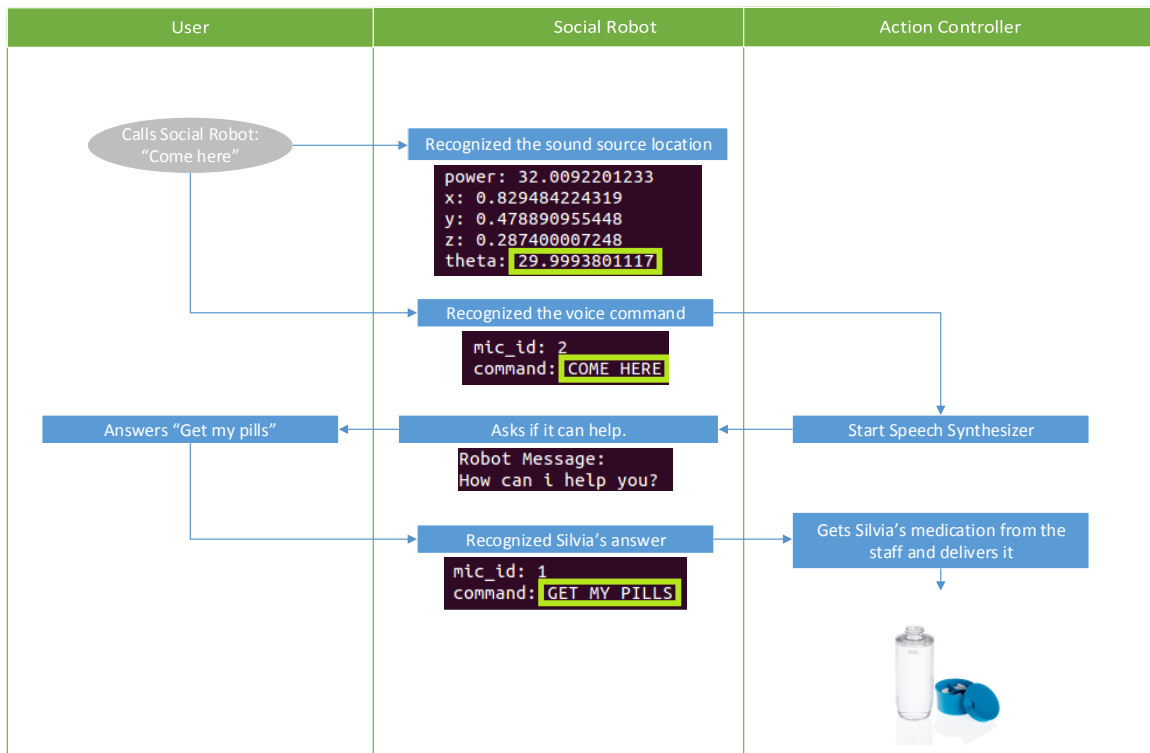 User
Social Robot
Action Controller
Calls Social Robot:
“Come here”
Recognized the sound source location
power: 32.0092201233
x: 0.829484224319
y: 0.478890955448
z: 0.287400007248
theta: 29.9993801117
Recognized the voice command
mic_id: 2
command: COME HERE
Answers “Get my pills”
Asks if it can help.
Start Speech Synthesizer
Robot Message:
How can i help you?
Recognized Silvia’s answer
Gets Silvia’s medication from the
staff and delivers it
mic_id: 1
command: GET MY PILLS